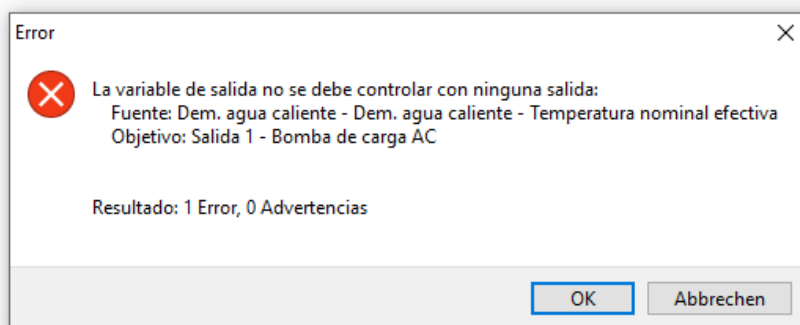 Error
La variable de salida no se debe controlar con ninguna salida:
Fuente: Dem. agua caliente - Dem. agua caliente - Temperatura nominal efectiva
Objetivo: Salida 1 - Bomba de carga AC
Resultado: 1 Error, 0 Advertencias
OK
Abbrechen